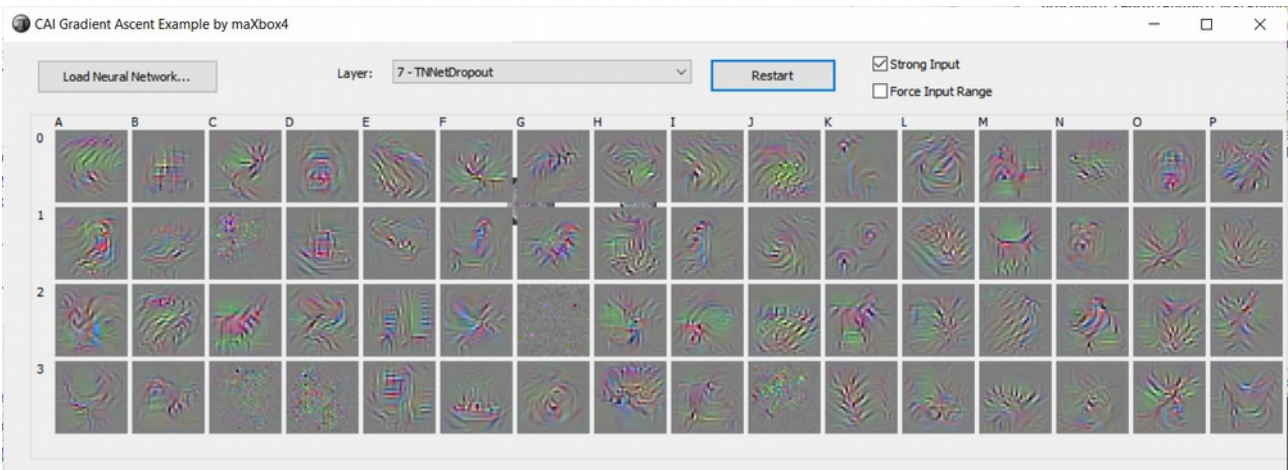 CAI Gradient Ascent Example by maXbox4
Load Neural Network...
Layer:
7 - TNNetDropout
Restart
Strong Input
Force Input Range
A B C D E F G H I J K L M N O P
0
1
2
3